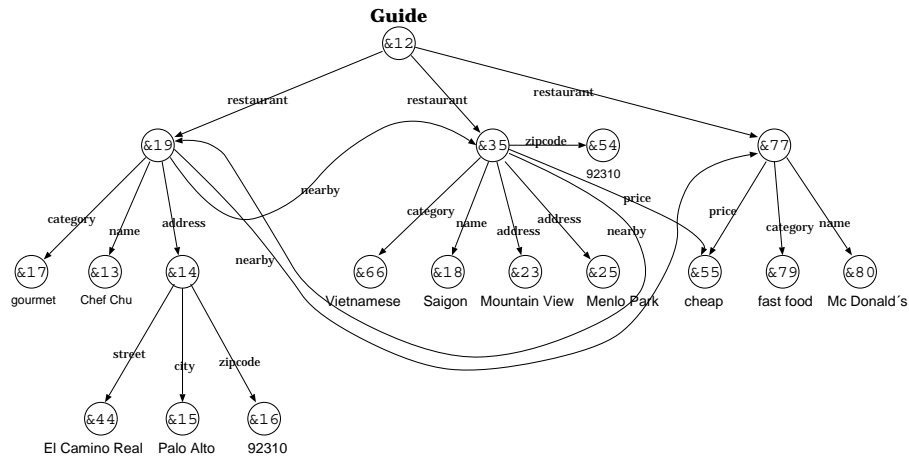 Guide
&12
restaurant
restaurant
restaurant
&19
&35
zipcode
&54
&77
92310
nearby
price
category
name
address
category
name
address
address
nearby
price
category
name
nearby
&17
&13
&14
&66
&18
&23
&25
&55
&79
&80
gourmet
Chef Chu
Vietnamese
Saigon
Mountain View
Menlo Park
cheap
fast food
Mc Donald´s
street
city
zipcode
&44
&15
&16
El Camino Real
Palo Alto
92310